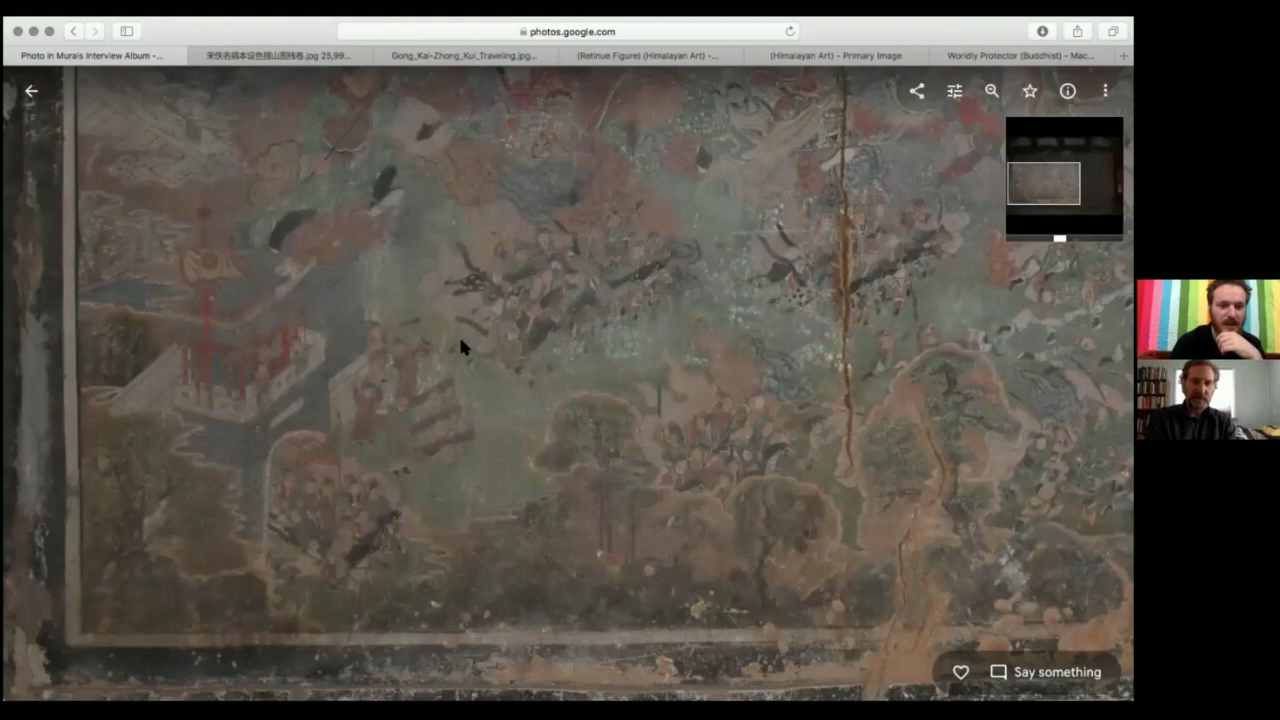 photos.google.com
Photo in Murals Interview Album -...
宋佚名绢本设色搜山图残卷.jpg 25,99...
Gong_Kai-Zhong_Kui_Traveling.jpg...
(Retinue Figure) (Himalayan Art) -...
(Himalayan Art) - Primary Image
Worldly Protector (Buddhist) - Mac...
Say something